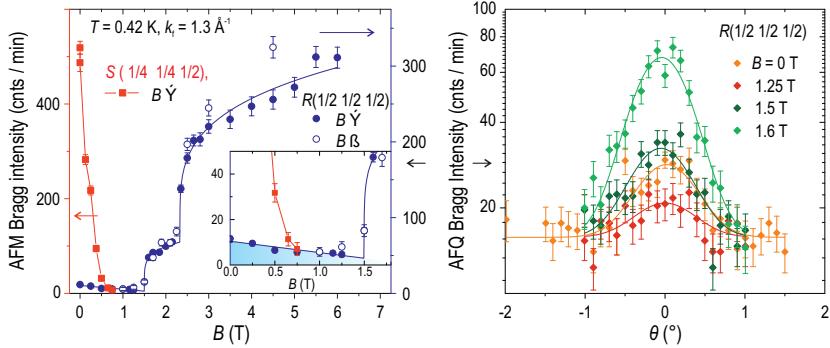 T = 0.42 K, k_f = 1.3 Å⁻¹
S ( 1/4 1/4 1/2),
B Ý
R(1/2 1/2 1/2)
B Ý
B ß
AFM Bragg intensity (cnts / min)
0
200
400
0
100
200
300
0 1 2 3 4 5 6 7
B (T)
0
20
40
0.0 0.5 1.0 1.5
B (T)
AFQ Bragg Intensity (cnts / min)
20
40
60
80
100
R(1/2 1/2 1/2)
B = 0 T
1.25 T
1.5 T
1.6 T
-2 -1 0 1 2
θ (°)